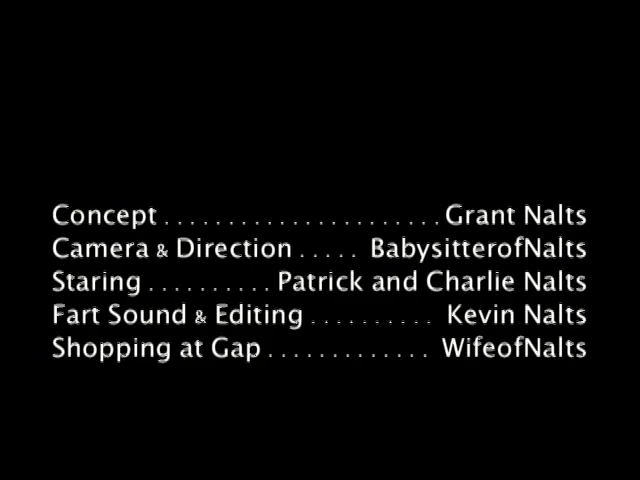 Concept . . . . . . . . . . . . . . . . . . . . . . Grant Nalts
Camera & Direction . . . . . BabysitterofNalts
Staring . . . . . . . . . . Patrick and Charlie Nalts
Fart Sound & Editing . . . . . . . . . . Kevin Nalts
Shopping at Gap . . . . . . . . . . . . . WifeofNalts